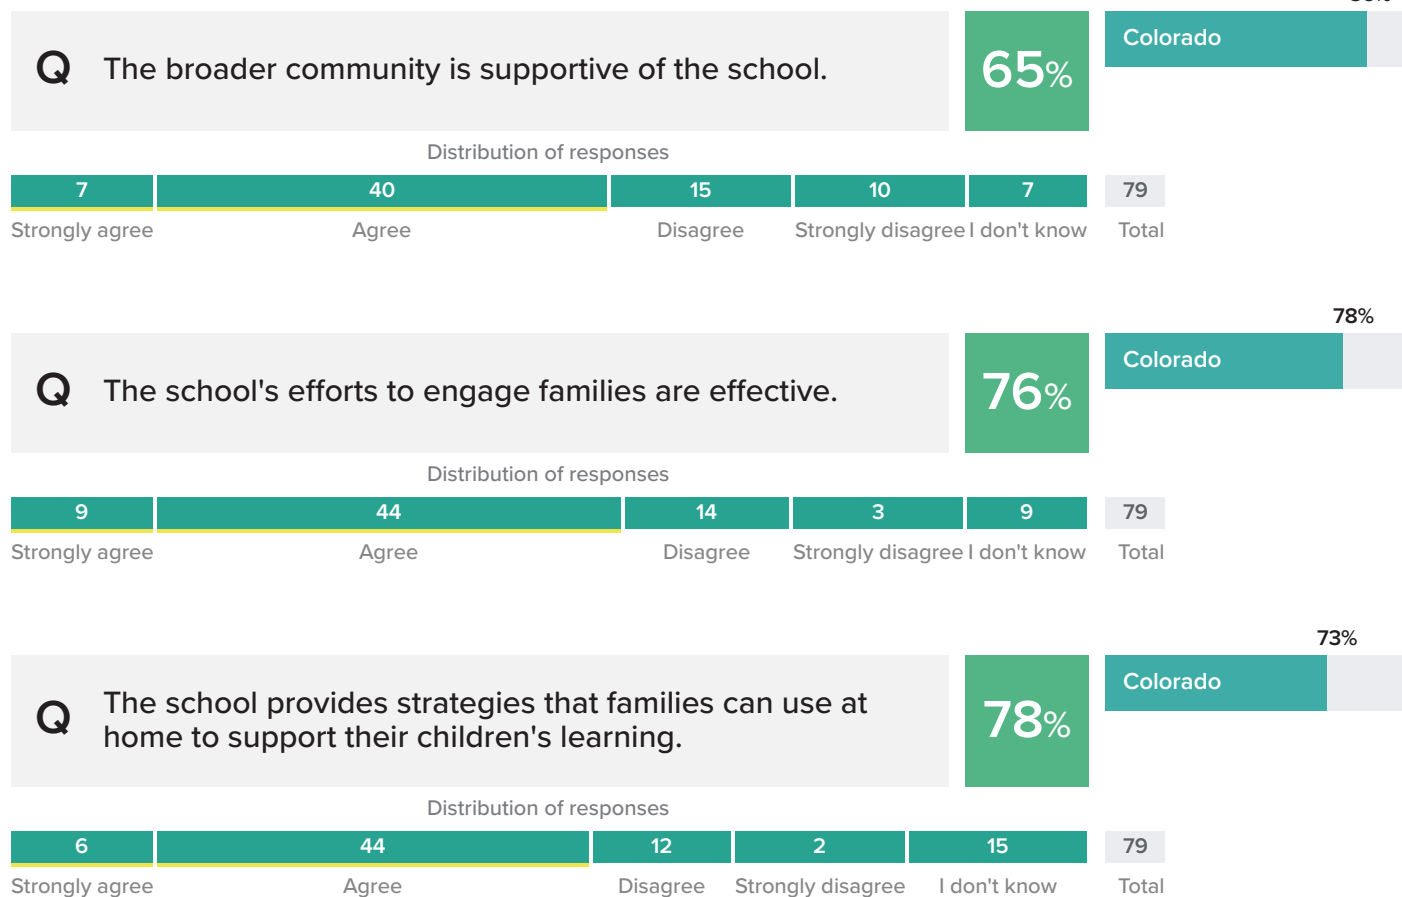 Q The broader community is supportive of the school. 65% Colorado
Distribution of responses
7 40 15 10 7 79
Strongly agree Agree Disagree Strongly disagree I don't know Total
78%
Q The school's efforts to engage families are effective. 76% Colorado
Distribution of responses
9 44 14 3 9 79
Strongly agree Agree Disagree Strongly disagree I don't know Total
73%
Q The school provides strategies that families can use at
home to support their children's learning. 78% Colorado
Distribution of responses
6 44 12 2 15 79
Strongly agree Agree Disagree Strongly disagree I don't know Total